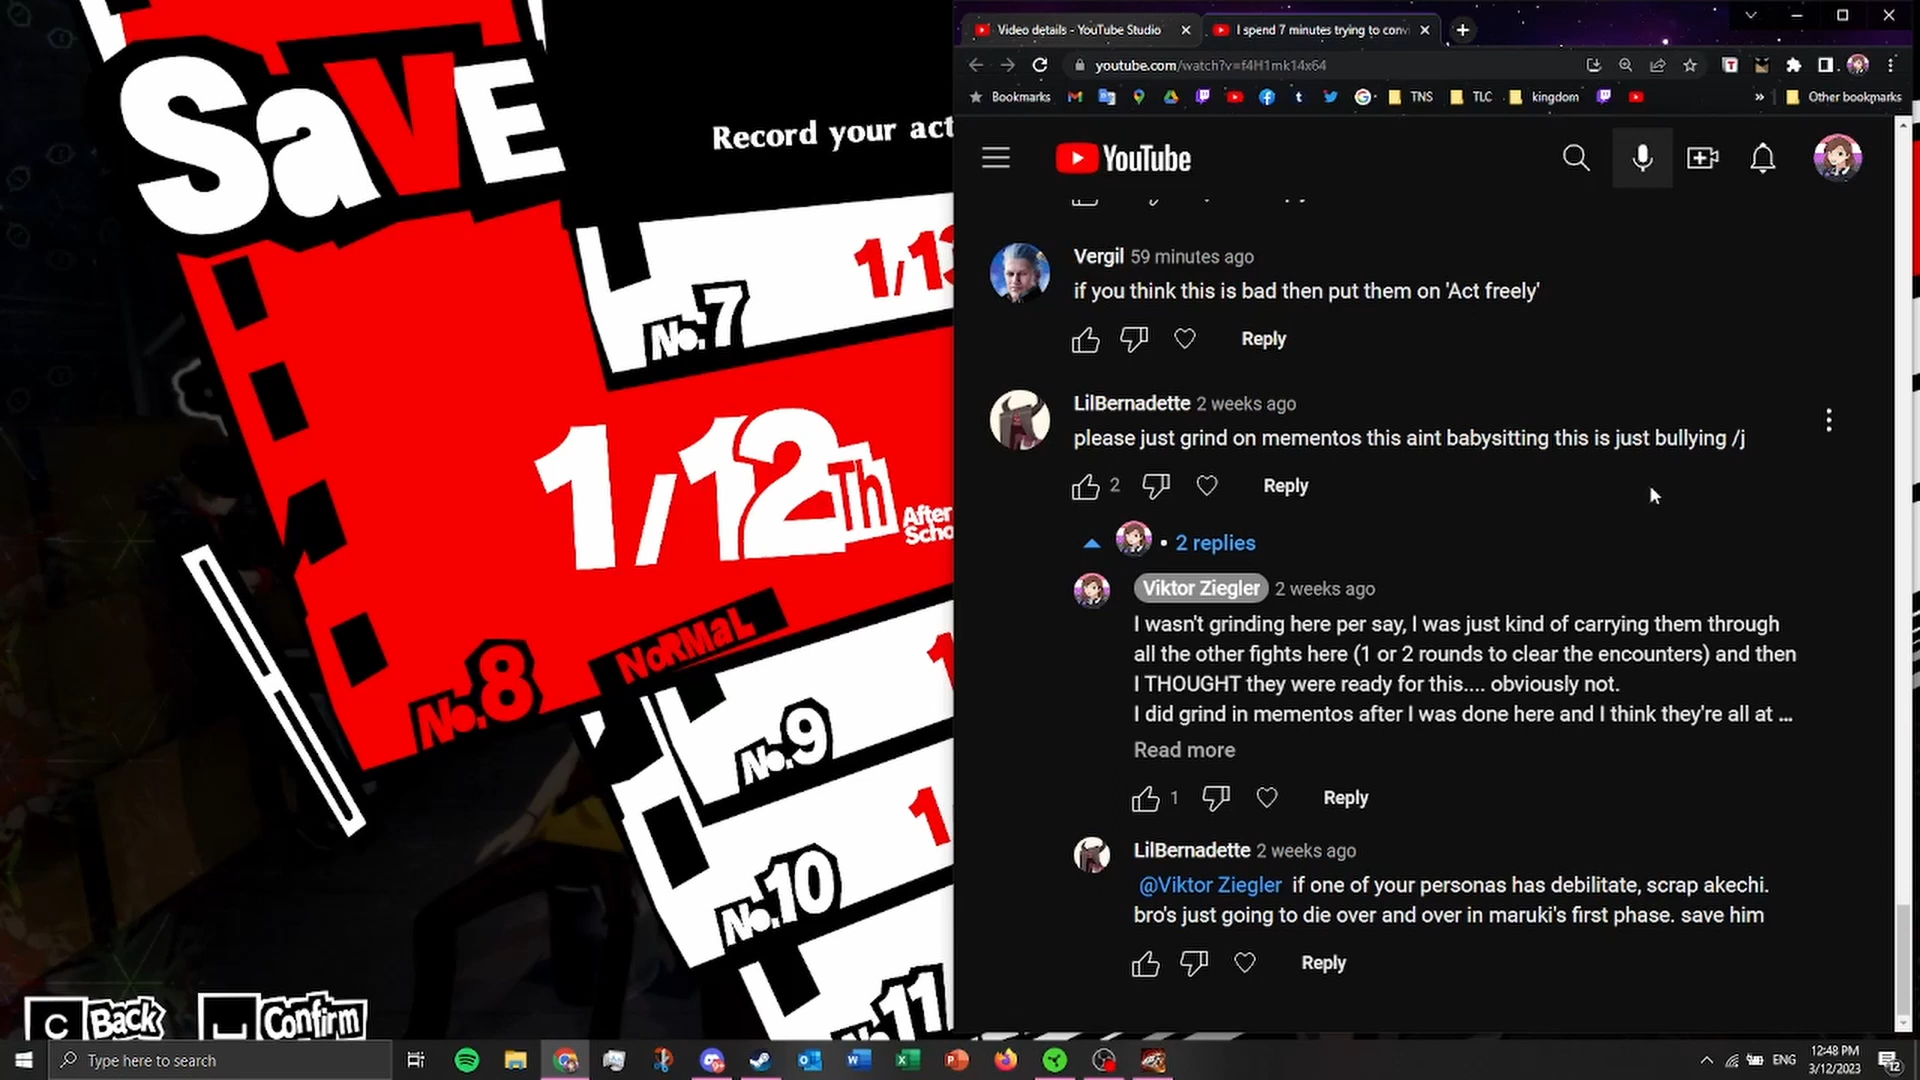 SaVE
Record your act
No.7
1/13
1/12Th
After
Scho
No.8
NoRMaL
No.9
No.10
No.11
C Back
Confirm
Video details - YouTube Studio
I spend 7 minutes trying to conv
youtube.com/watch?v=f4H1mk14x64
Bookmarks
TNS
TLC
kingdom
Other bookmarks
YouTube
Vergil 59 minutes ago
if you think this is bad then put them on 'Act freely'
Reply
LilBernadette 2 weeks ago
please just grind on mementos this aint babysitting this is just bullying /j
2 Reply
2 replies
Viktor Ziegler 2 weeks ago
I wasn't grinding here per say, I was just kind of carrying them through
all the other fights here (1 or 2 rounds to clear the encounters) and then
I THOUGHT they were ready for this.... obviously not.
I did grind in mementos after I was done here and I think they're all at ...
Read more
1 Reply
LilBernadette 2 weeks ago
@Viktor Ziegler if one of your personas has debilitate, scrap akechi.
bro's just going to die over and over in maruki's first phase. save him
Reply
Type here to search
ENG
12:48 PM
3/12/2023
12